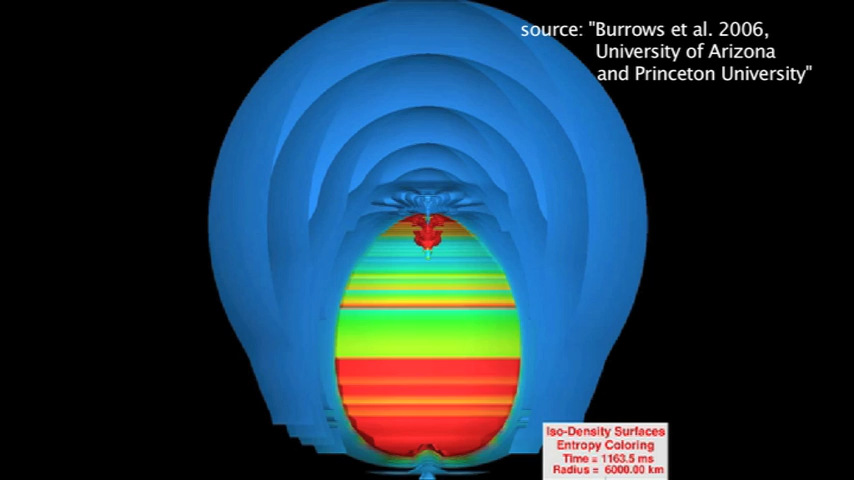 source: "Burrows et al. 2006,
University of Arizona
and Princeton University"
Iso-Density Surfaces
Entropy Coloring
Time = 1163.5 ms
Radius = 6000.00 km